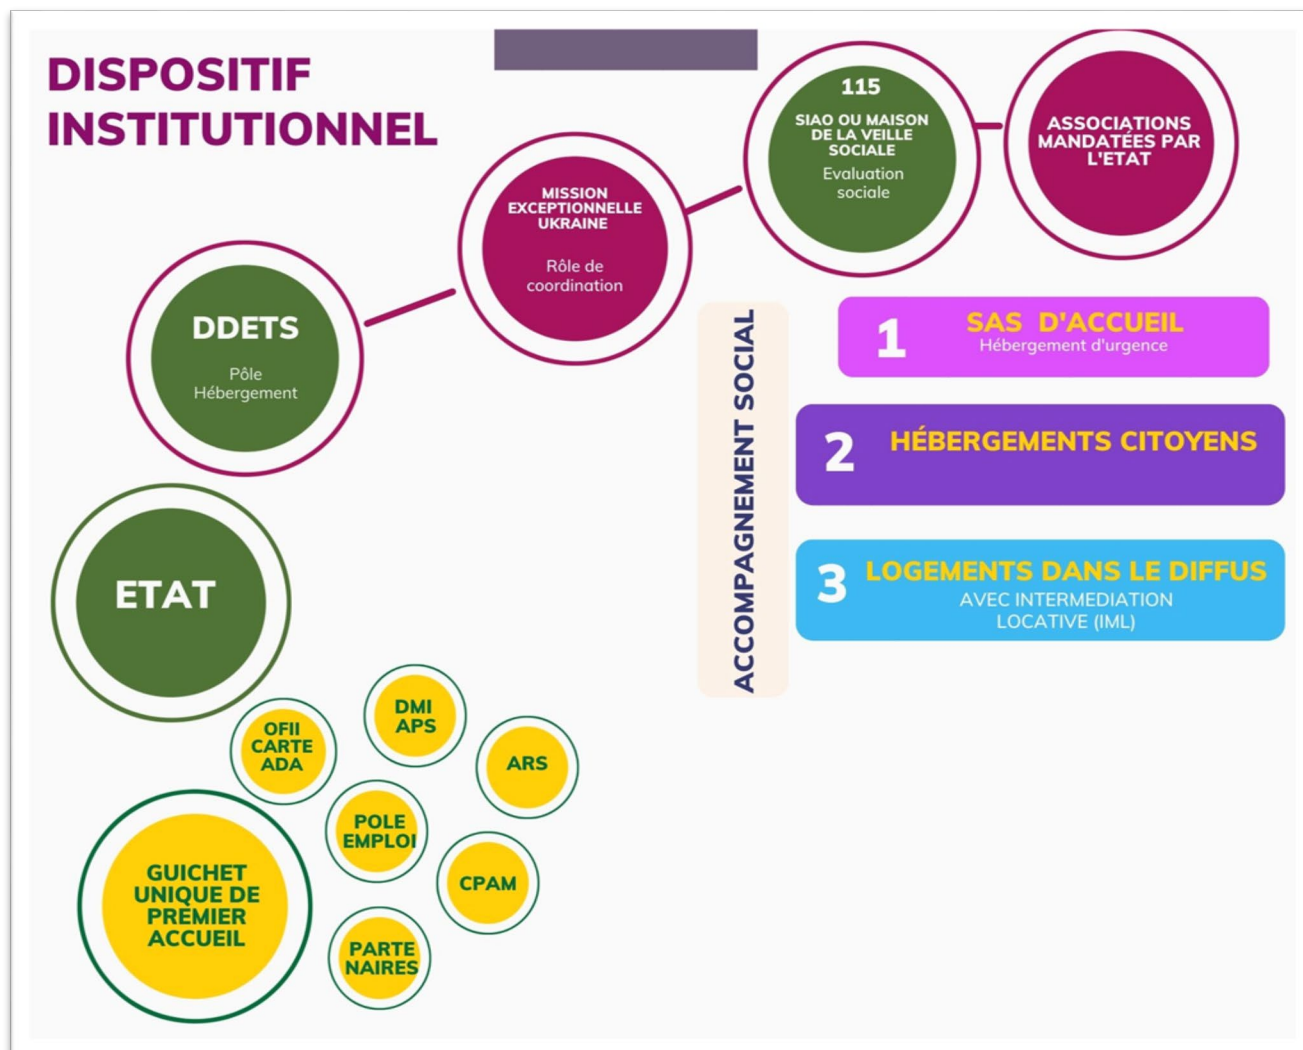 DISPOSITIF
INSTITUTIONNEL
115
SIAO OU MAISON
DE LA VEILLE
SOCIALE
Evaluation
sociale
ASSOCIATIONS
MANDATÉES PAR
L'ETAT
MISSION
EXCEPTIONNELLE
UKRAINE
Rôle de
coordination
DDETS
Pôle
Hébergement
ETAT
ACCOMPAGNEMENT SOCIAL
1
SAS D'ACCUEIL
Hébergement d'urgence
2
HÉBERGEMENTS CITOYENS
3
LOGEMENTS DANS LE DIFFUS
AVEC INTERMEDIATION
LOCATIVE (IML)
OFII
CARTE
ADA
DMI
APS
ARS
POLE
EMPLOI
CPAM
PARTE
NAIRES
GUICHET
UNIQUE DE
PREMIER
ACCUEIL